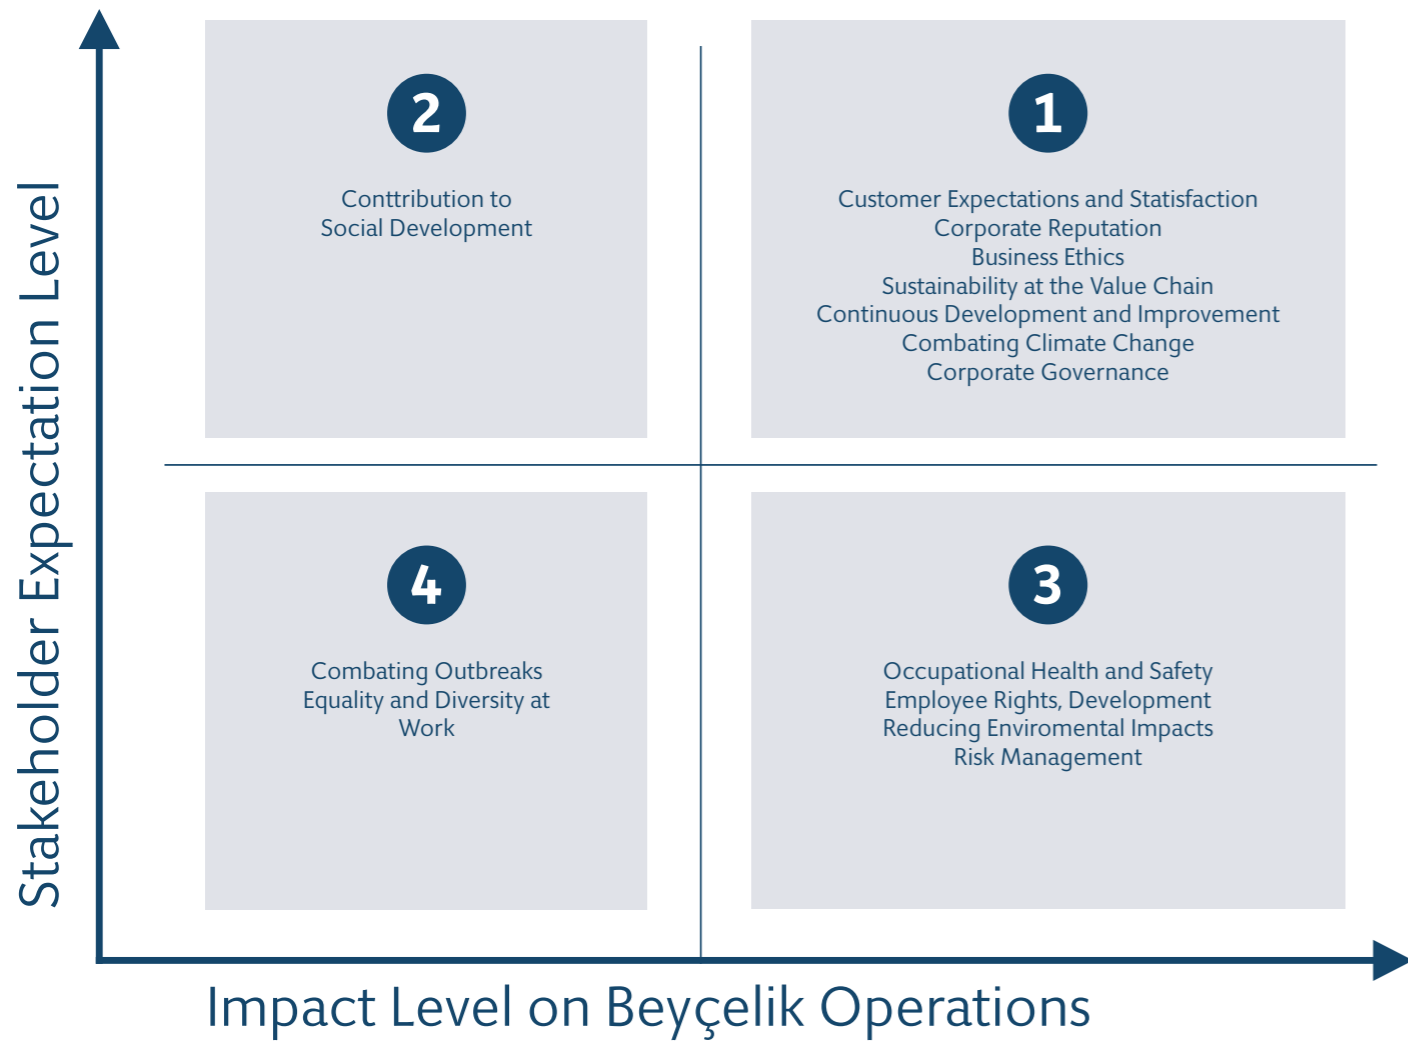 Stakeholder Expectation Level
2
Conttribution to
Social Development
1
Customer Expectations and Statisfaction
Corporate Reputation
Business Ethics
Sustainability at the Value Chain
Continuous Development and Improvement
Combating Climate Change
Corporate Governance
4
Combating Outbreaks
Equality and Diversity at
Work
3
Occupational Health and Safety
Employee Rights, Development
Reducing Enviromental Impacts
Risk Management
Impact Level on Beyçelik Operations